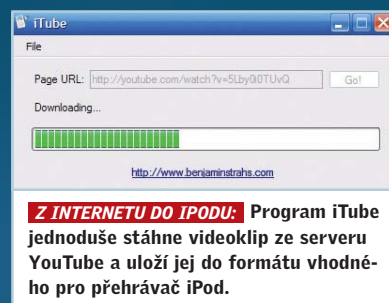 iTube
File
Page URL: http://youtube.com/watch?v=5LbyGI0TUvQ Go!
Downloading...
http://www.benjaminstrahs.com
Z INTERNETU DO IPODU: Program iTube
jednoduše stáhne videoklip ze serveru
YouTube a uloží jej do formátu vhodné-
ho pro přehrávač iPod.